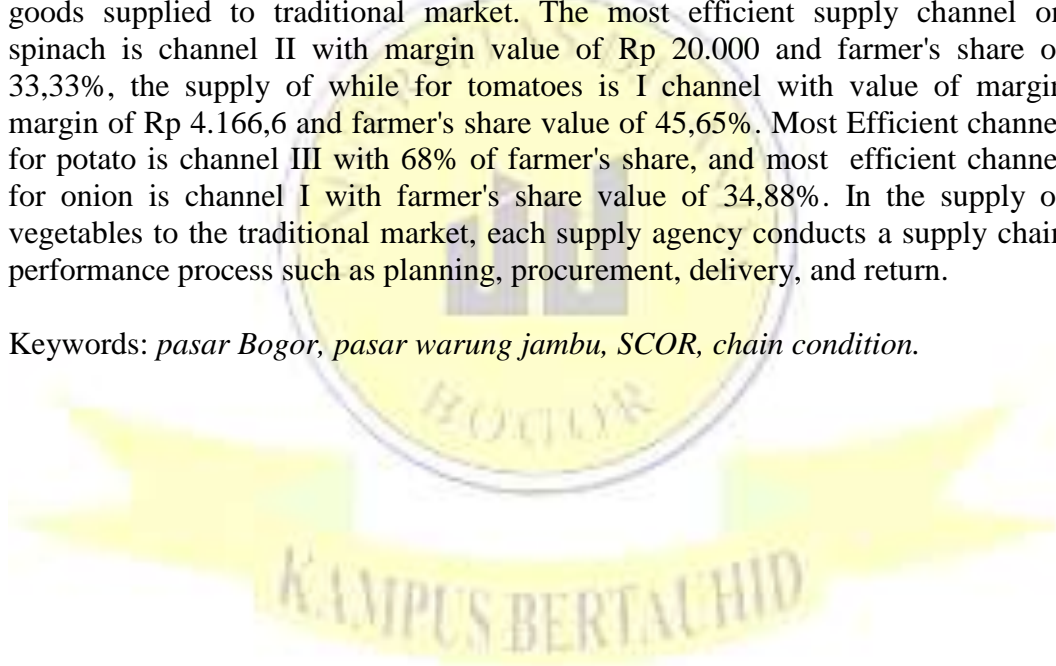 goods supplied to traditional market. The most efficient supply channel on
spinach is channel II with margin value of Rp 20.000 and farmer's share of
33,33%, the supply of while for tomatoes is I channel with value of margin
margin of Rp 4.166,6 and farmer's share value of 45,65%. Most Efficient channel
for potato is channel III with 68% of farmer's share, and most efficient channel
for onion is channel I with farmer's share value of 34,88%. In the supply of
vegetables to the traditional market, each supply agency conducts a supply chain
performance process such as planning, procurement, delivery, and return.
Keywords: pasar Bogor, pasar warung jambu, SCOR, chain condition.
BOGOR
KAMPUS BERTAUHID